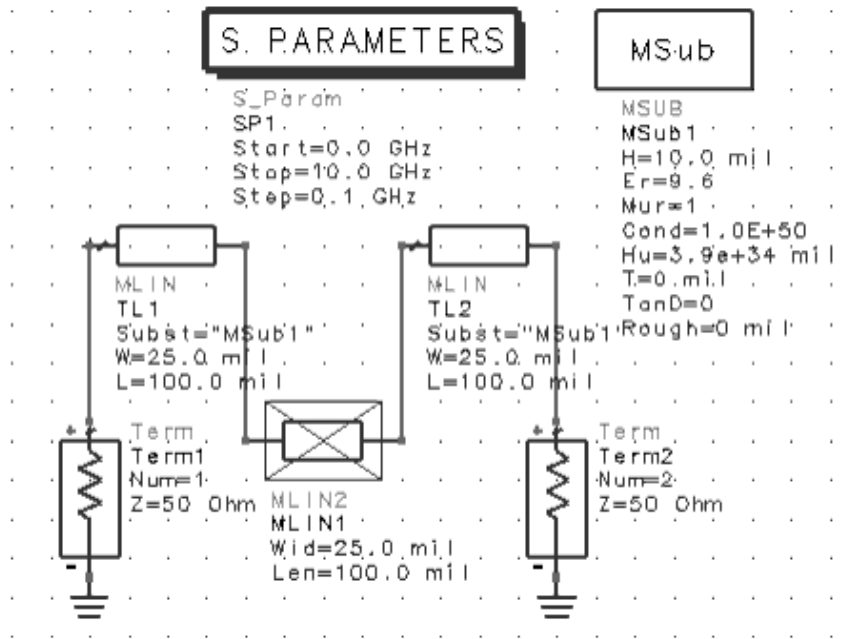 S. PARAMETERS
S_Param
SP1
Start=0.0 GHz
Stop=10.0 GHz
Step=0.1 GHz
MSub
MSUB
MSub1
H=10.0 mil
Er=9.6
Mur=1
Cond=1.0E+50
Hu=3.9e+34 mil
T=0 mil
TanD=0
Rough=0 mil
MLIN
TL1
Subst="MSub1"
W=25.0 mil
L=100.0 mil
MLIN
TL2
Subst="MSub1"
W=25.0 mil
L=100.0 mil
+
Term
Term1
Num=1
Z=50 Ohm
-
MLIN2
MLIN1
Wid=25.0 mil
Len=100.0 mil
+
Term
Term2
Num=2
Z=50 Ohm
-